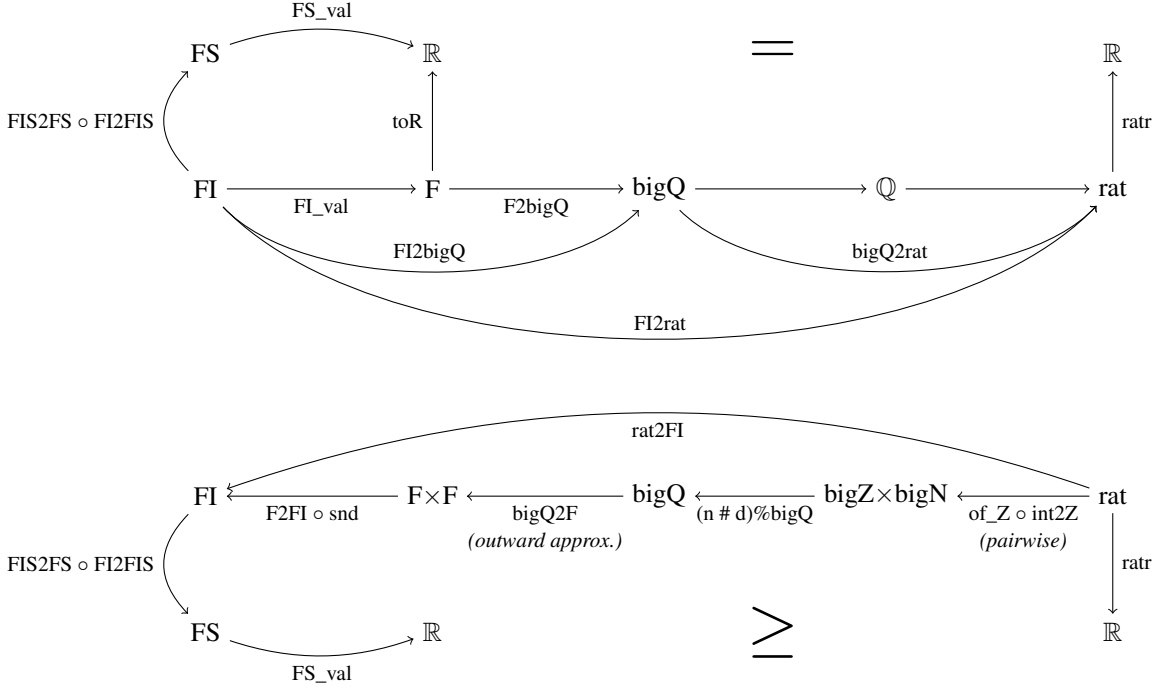 FS_val
FS ℝ = ℝ
FIS2FS ∘ FI2FIS toR ratr
FI F bigQ ℚ rat
FI_val F2bigQ
FI2bigQ bigQ2rat
FI2rat
rat2FI
FI F×F bigQ bigZ×bigN rat
F2FI ∘ snd bigQ2F (n # d)%bigQ of_Z ∘ int2Z
(outward approx.) (pairwise)
FIS2FS ∘ FI2FIS ratr
FS ℝ ≥ ℝ
FS_val